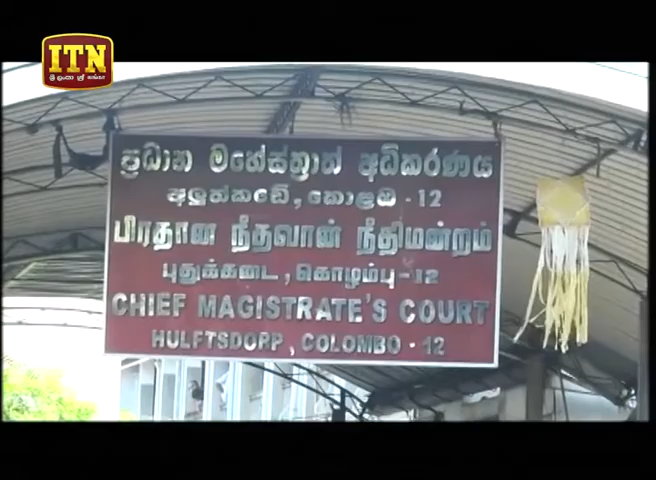 ITN
ප්‍රධාන මහේස්ත්‍රාත් අධිකරණය
අලුත්කඩේ, කොළඹ - 12
பிரதான நீதவான் நீதிமன்றம்
புதுக்கடை, கொழும்பு - 12
CHIEF MAGISTRATE'S COURT
HULFTSDORP, COLOMBO - 12